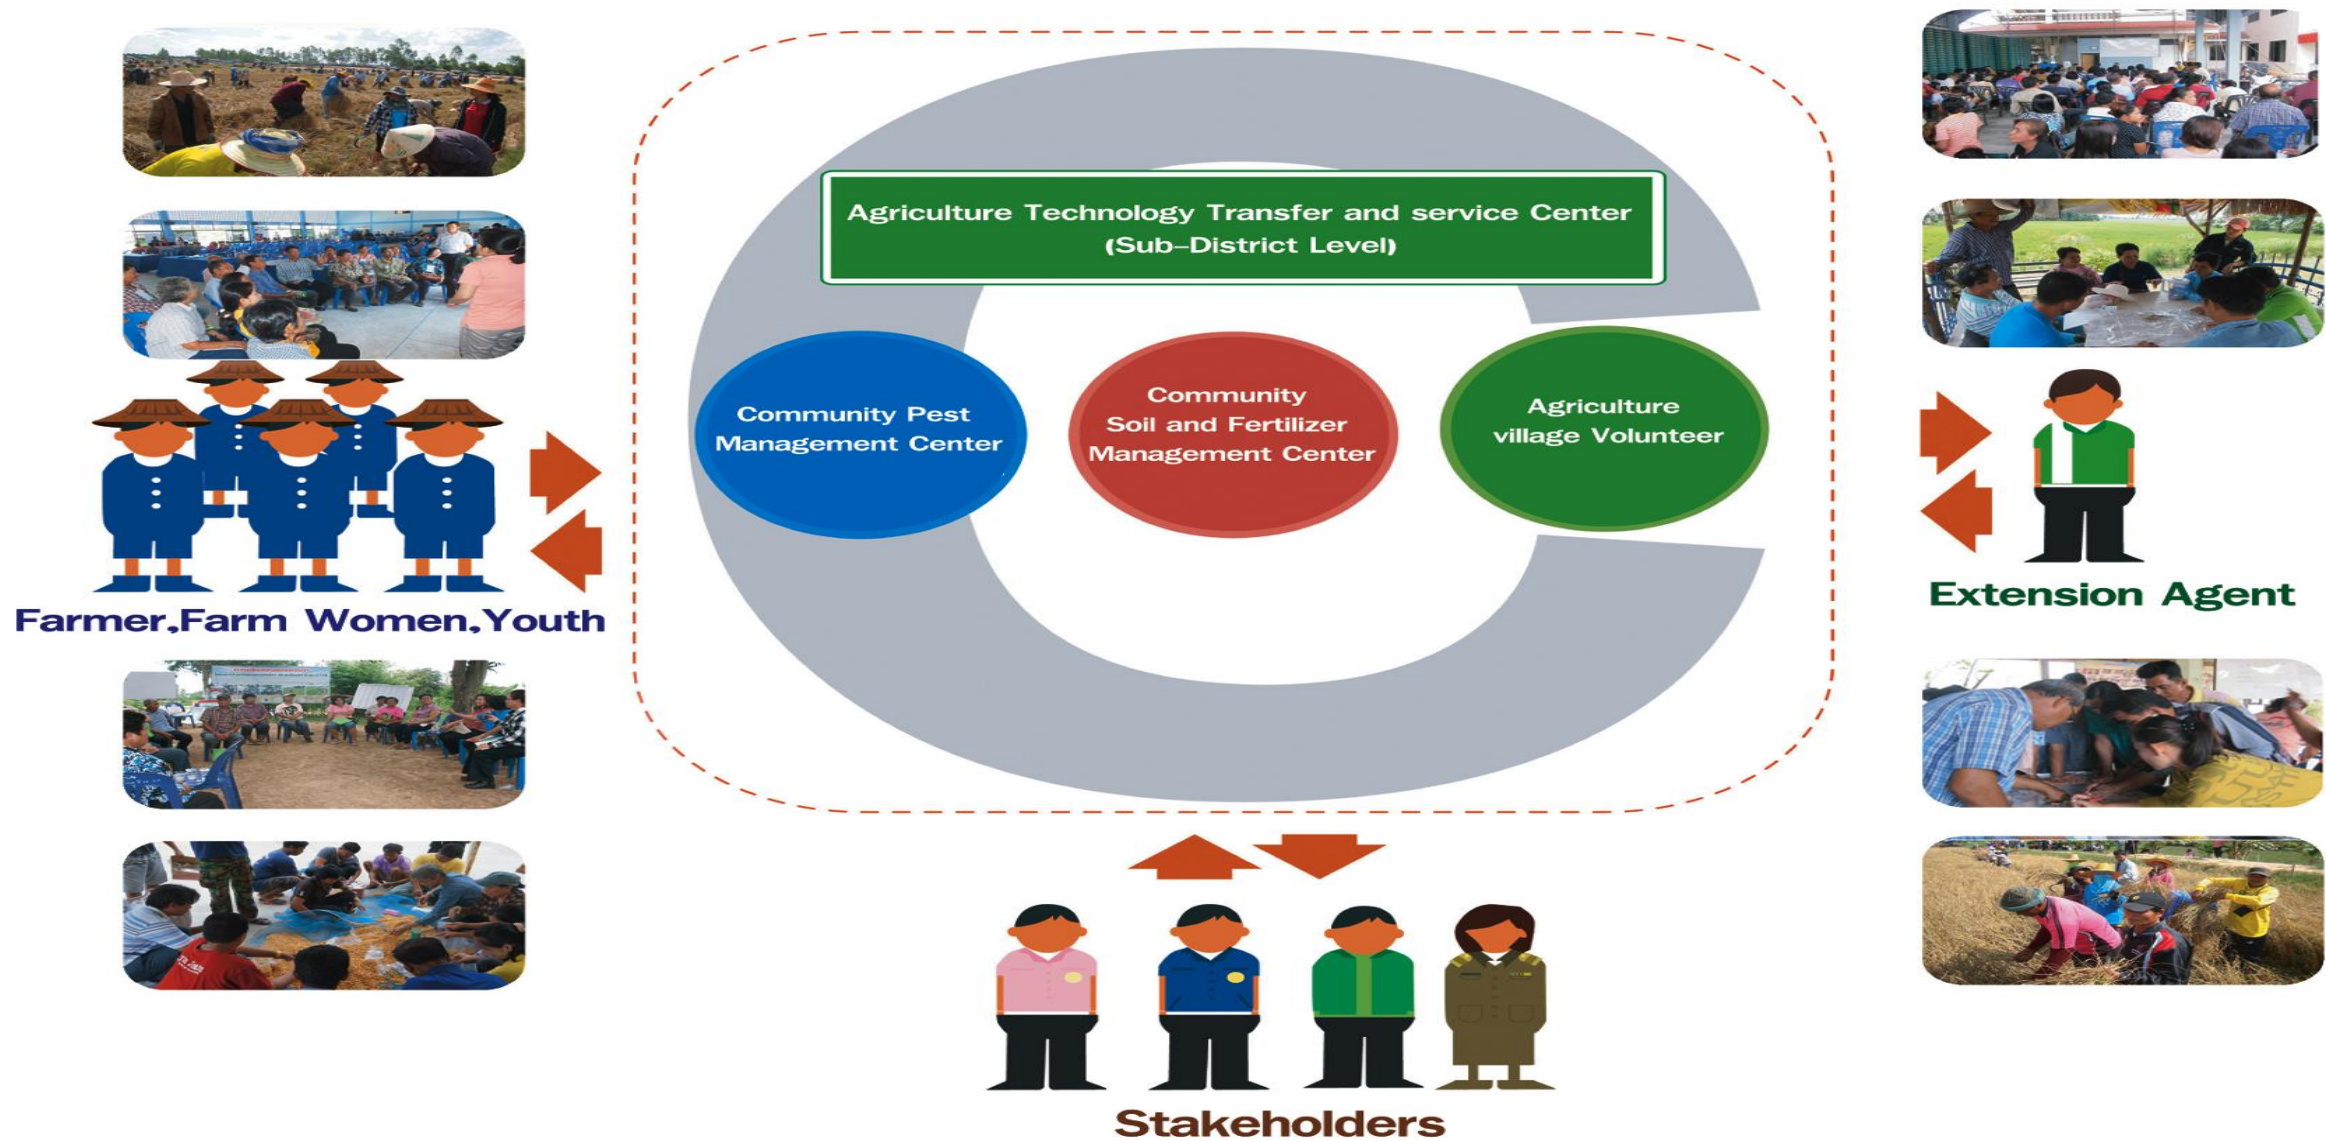 Agriculture Technology Transfer and service Center
(Sub-District Level)
Community Pest
Management Center
Community
Soil and Fertilizer
Management Center
Agriculture
village Volunteer
Farmer,Farm Women,Youth
Extension Agent
Stakeholders